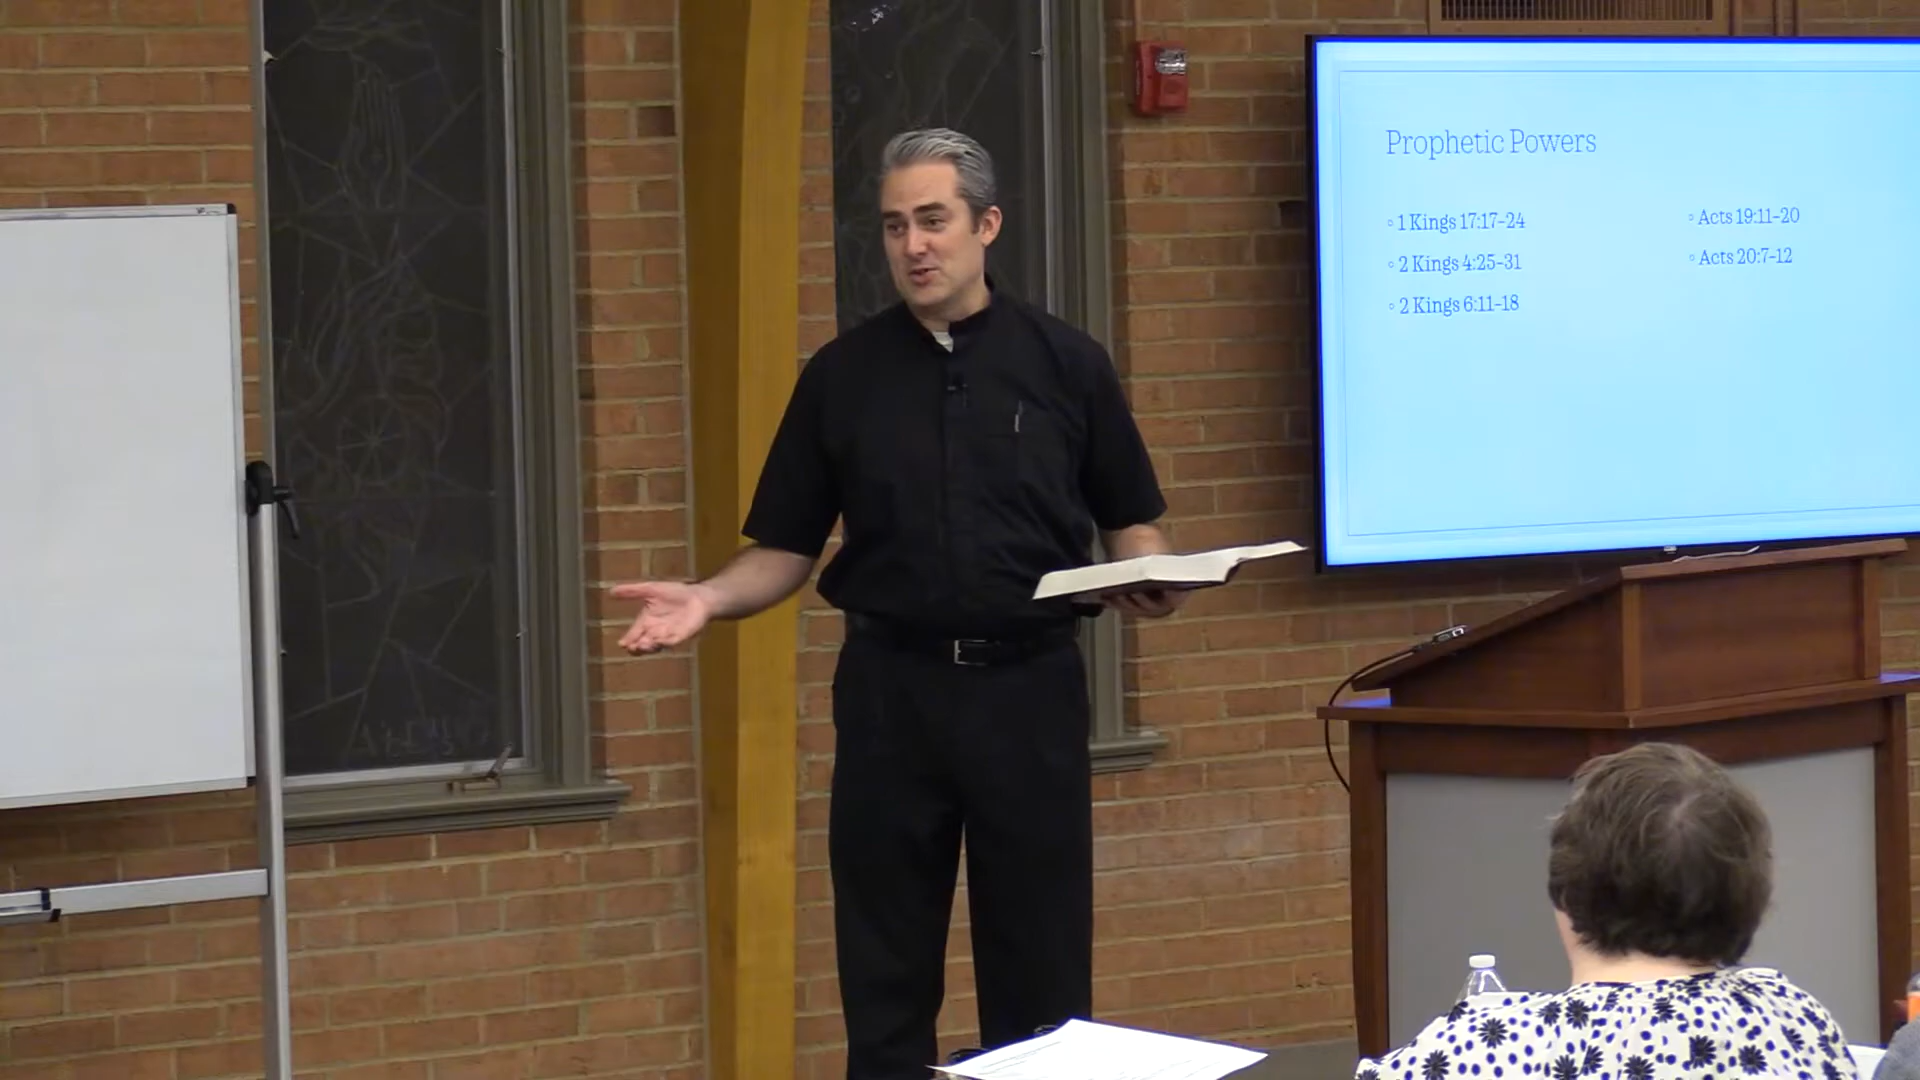 Prophetic Powers
◦ 1 Kings 17:17-24
◦ 2 Kings 4:25-31
◦ 2 Kings 6:11-18
◦ Acts 19:11-20
◦ Acts 20:7-12